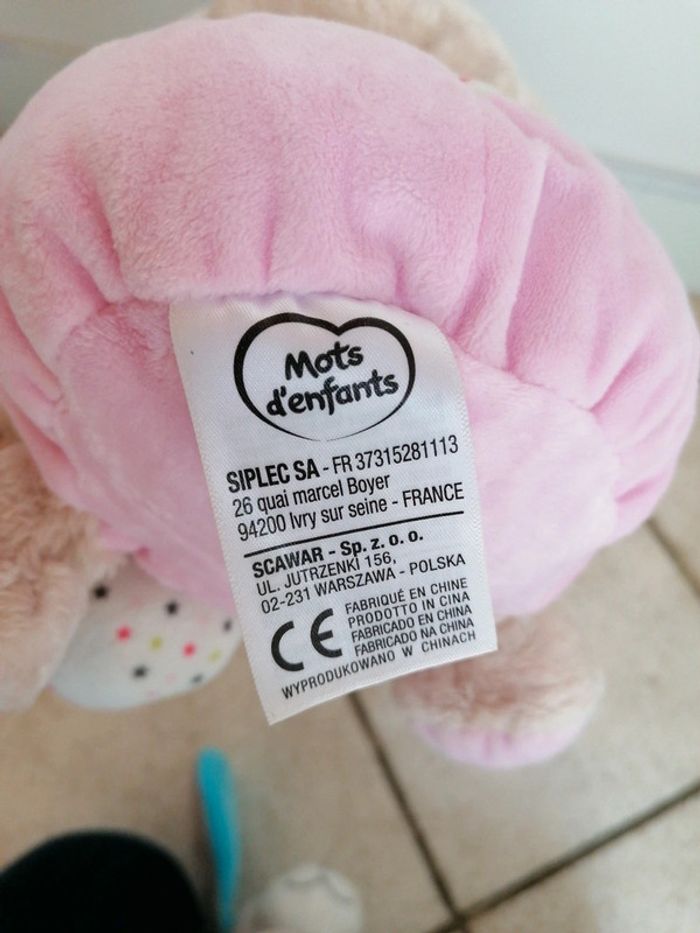 Mots
d'enfants
SIPLEC SA - FR 37315281113
26 quai marcel Boyer
94200 Ivry sur seine - FRANCE
SCAWAR - Sp. z. o. o.
UL. JUTRZENKI 156,
02-231 WARSZAWA - POLSKA
CE
FABRIQUÉ EN CHINE
PRODOTTO IN CINA
FABRICADO EN CHINA
FABRICADO NA CHINA
WYPRODUKOWANO W CHINACH